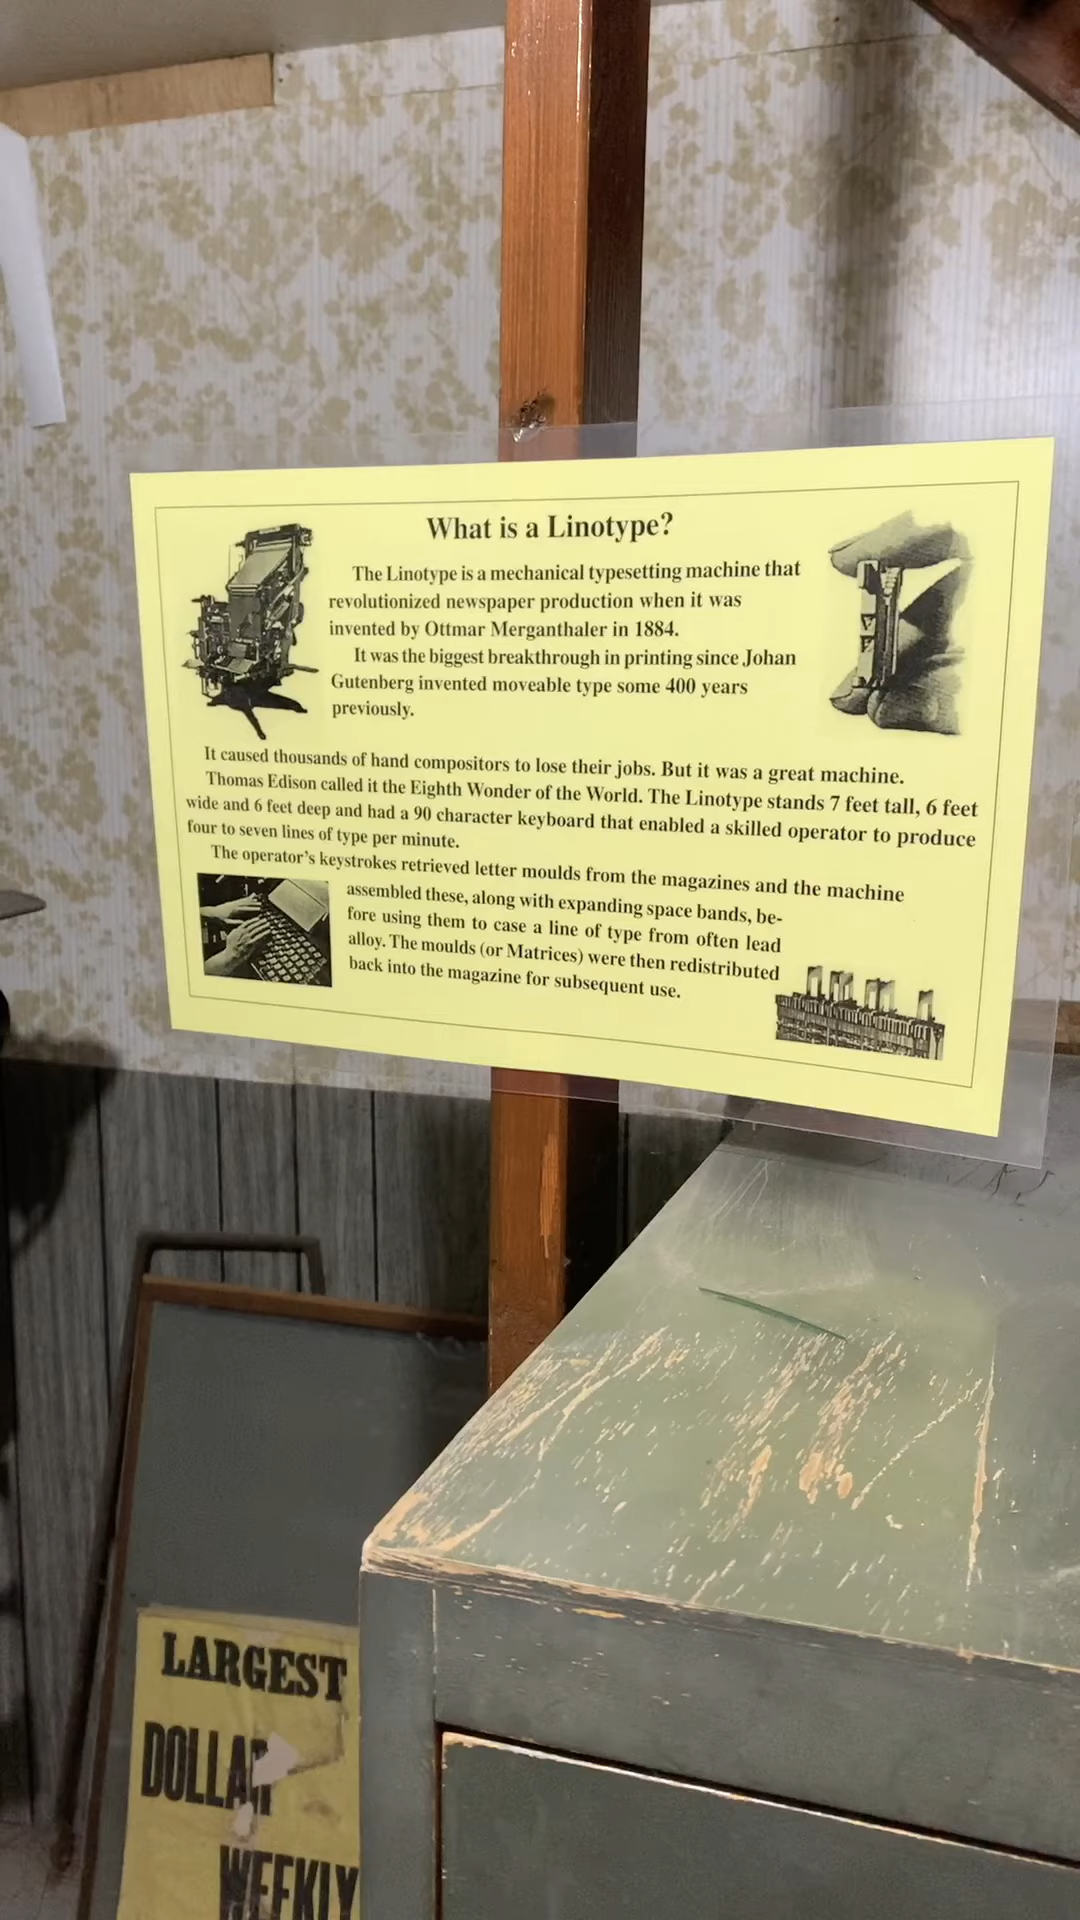 What is a Linotype?
The Linotype is a mechanical typesetting machine that
revolutionized newspaper production when it was
invented by Ottmar Merganthaler in 1884.
It was the biggest breakthrough in printing since Johan
Gutenberg invented moveable type some 400 years
previously.
It caused thousands of hand compositors to lose their jobs. But it was a great machine.
Thomas Edison called it the Eighth Wonder of the World. The Linotype stands 7 feet tall, 6 feet
wide and 6 feet deep and had a 90 character keyboard that enabled a skilled operator to produce
four to seven lines of type per minute.
The operator's keystrokes retrieved letter moulds from the magazines and the machine
assembled these, along with expanding space bands, be-
fore using them to case a line of type from often lead
alloy. The moulds (or Matrices) were then redistributed
back into the magazine for subsequent use.
LARGEST
DOLLAR
WEEKLY